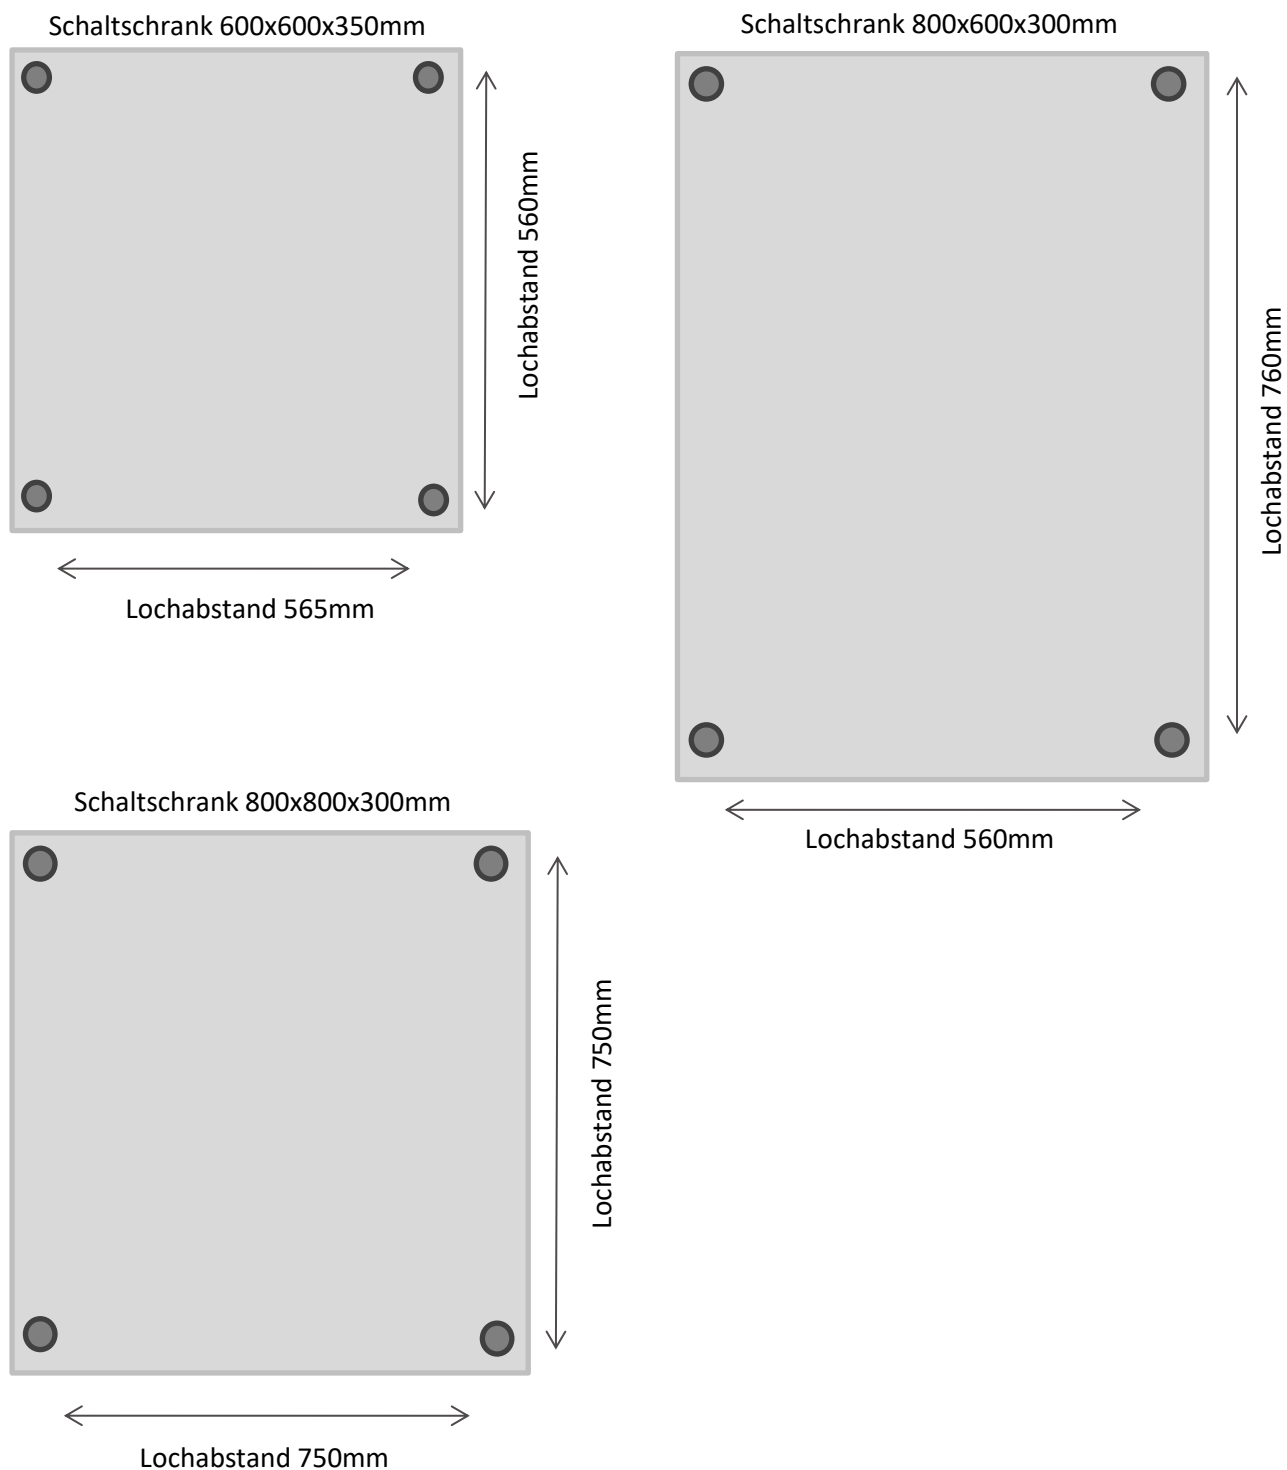 Schaltschrank 600x600x350mm
Lochabstand 560mm
Lochabstand 565mm
Schaltschrank 800x600x300mm
Lochabstand 760mm
Lochabstand 560mm
Schaltschrank 800x800x300mm
Lochabstand 750mm
Lochabstand 750mm